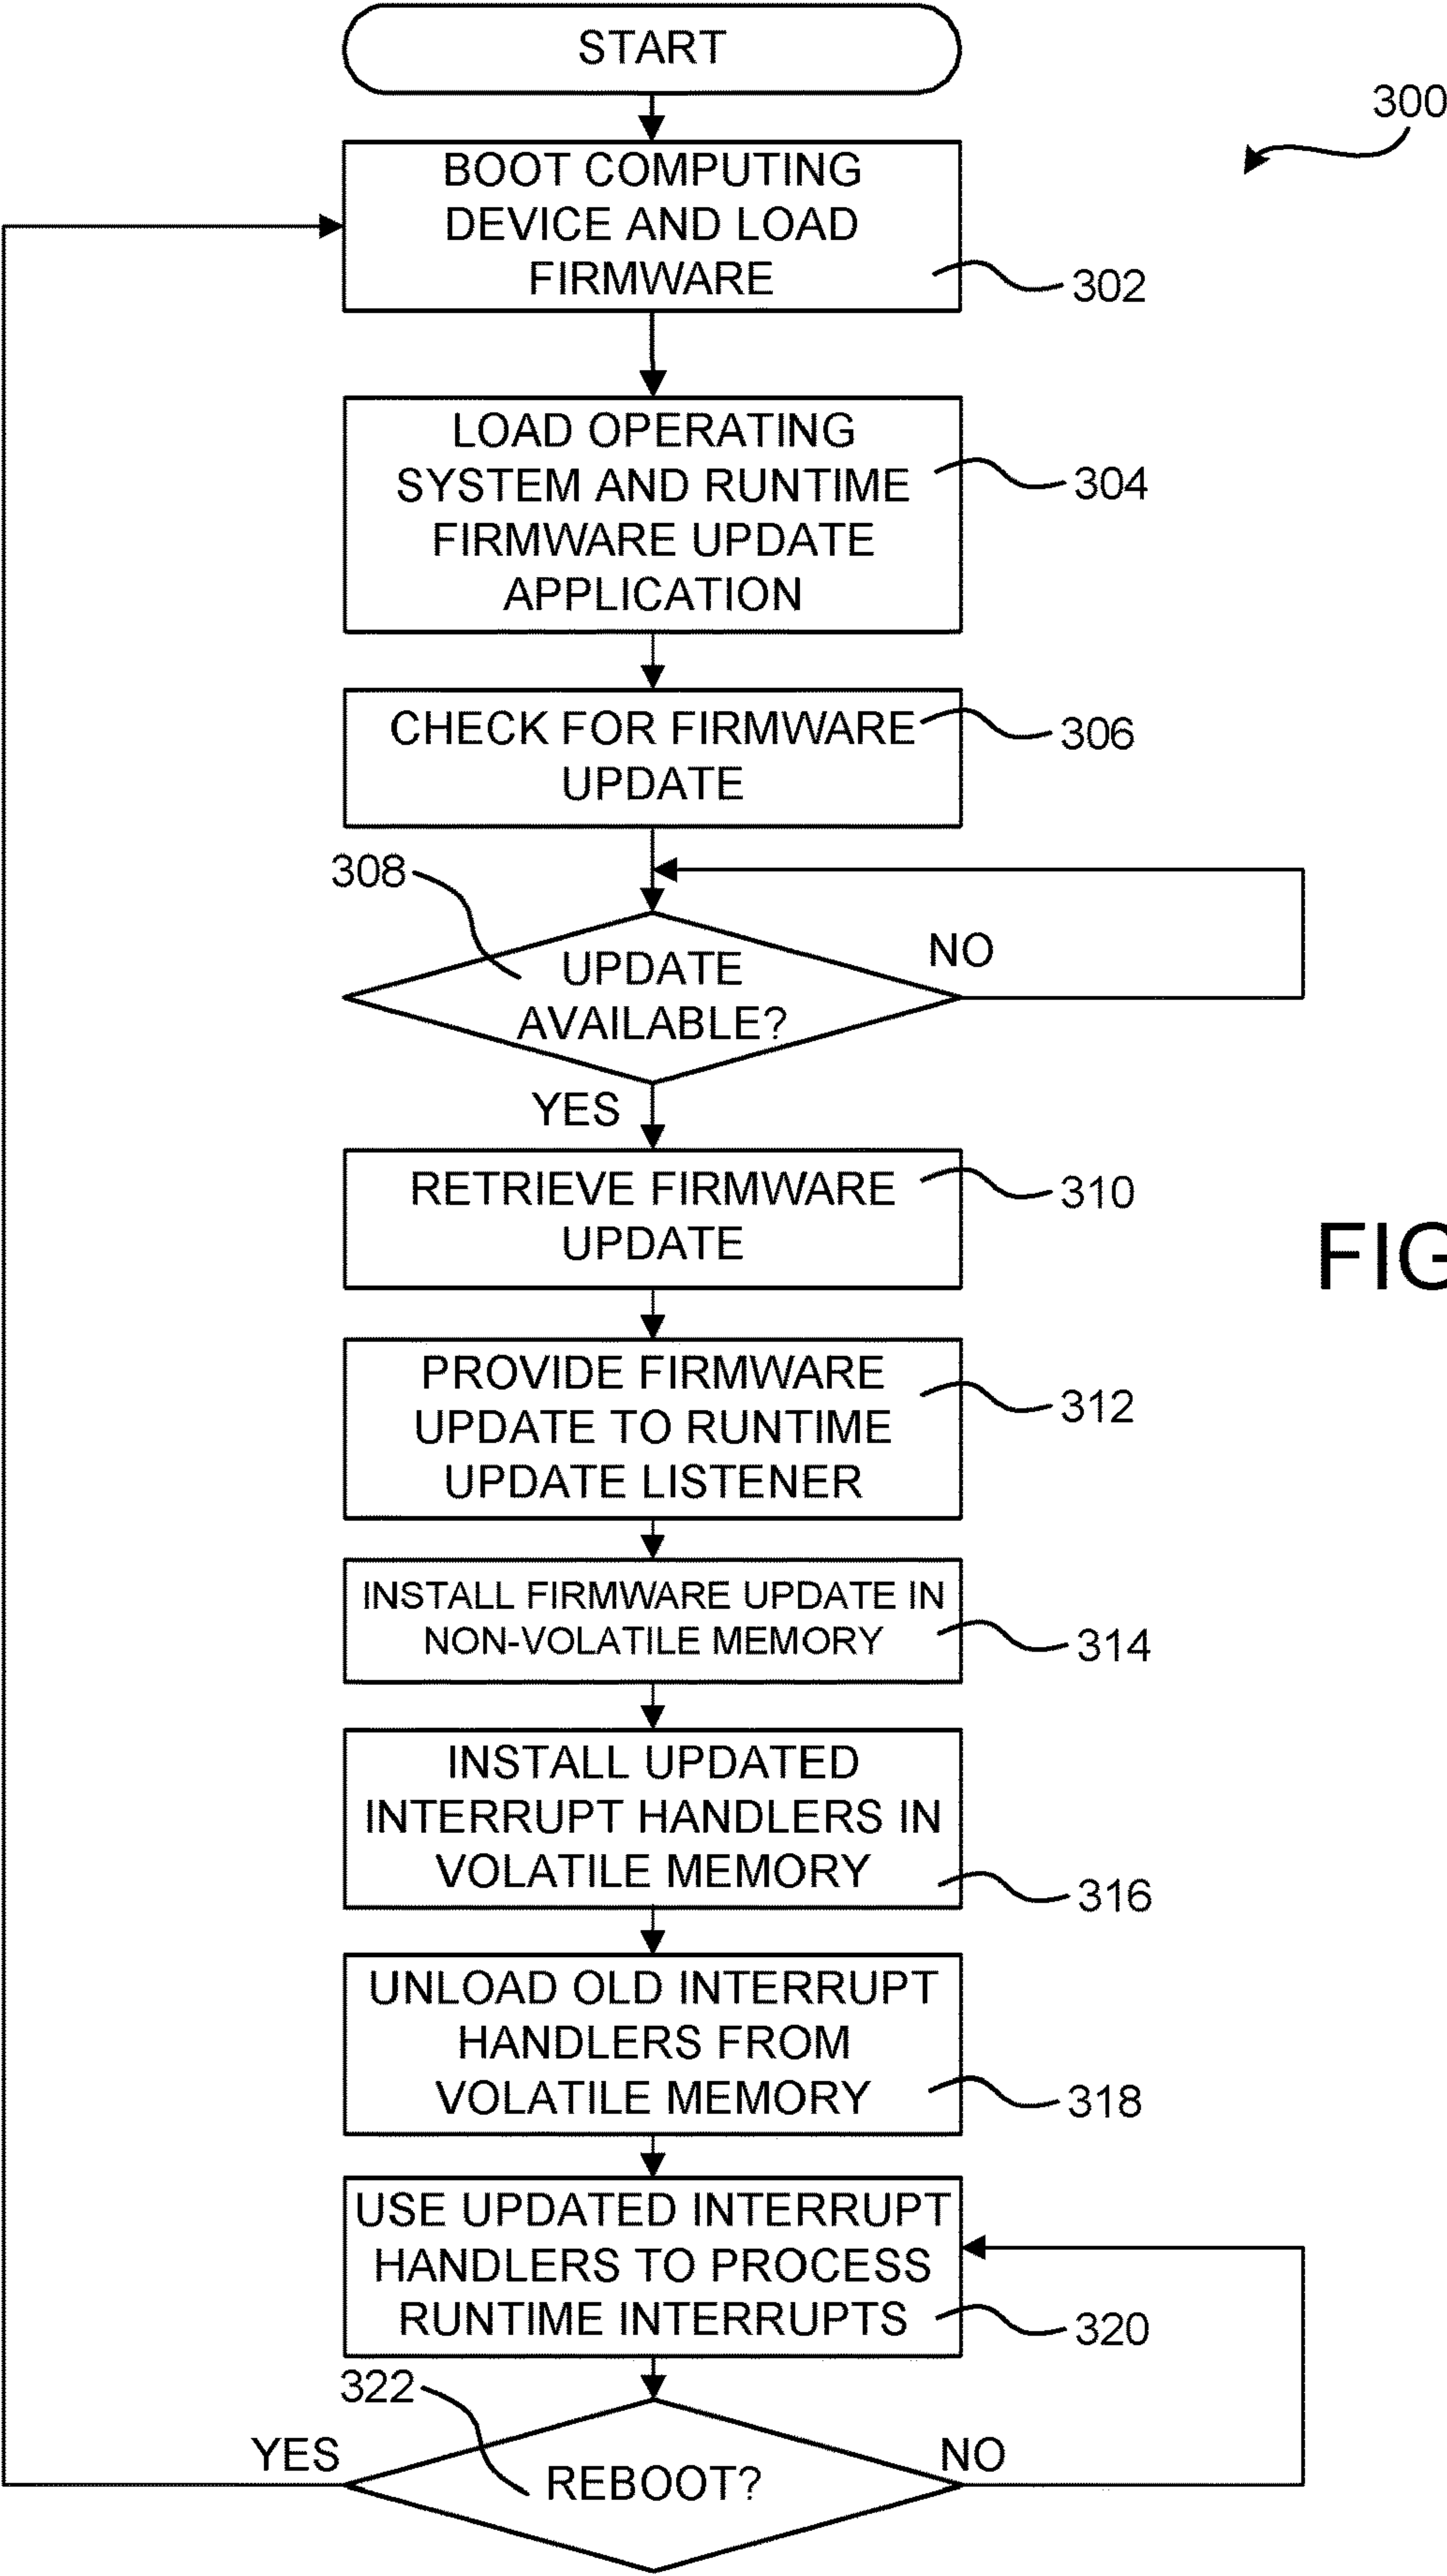 START
300
BOOT COMPUTING
DEVICE AND LOAD
FIRMWARE
302
LOAD OPERATING
SYSTEM AND RUNTIME
FIRMWARE UPDATE
APPLICATION
304
CHECK FOR FIRMWARE
UPDATE
306
308
UPDATE
AVAILABLE?
NO
YES
RETRIEVE FIRMWARE
UPDATE
310
FIG
PROVIDE FIRMWARE
UPDATE TO RUNTIME
UPDATE LISTENER
312
INSTALL FIRMWARE UPDATE IN
NON-VOLATILE MEMORY
314
INSTALL UPDATED
INTERRUPT HANDLERS IN
VOLATILE MEMORY
316
UNLOAD OLD INTERRUPT
HANDLERS FROM
VOLATILE MEMORY
318
USE UPDATED INTERRUPT
HANDLERS TO PROCESS
RUNTIME INTERRUPTS
320
322
YES
REBOOT?
NO